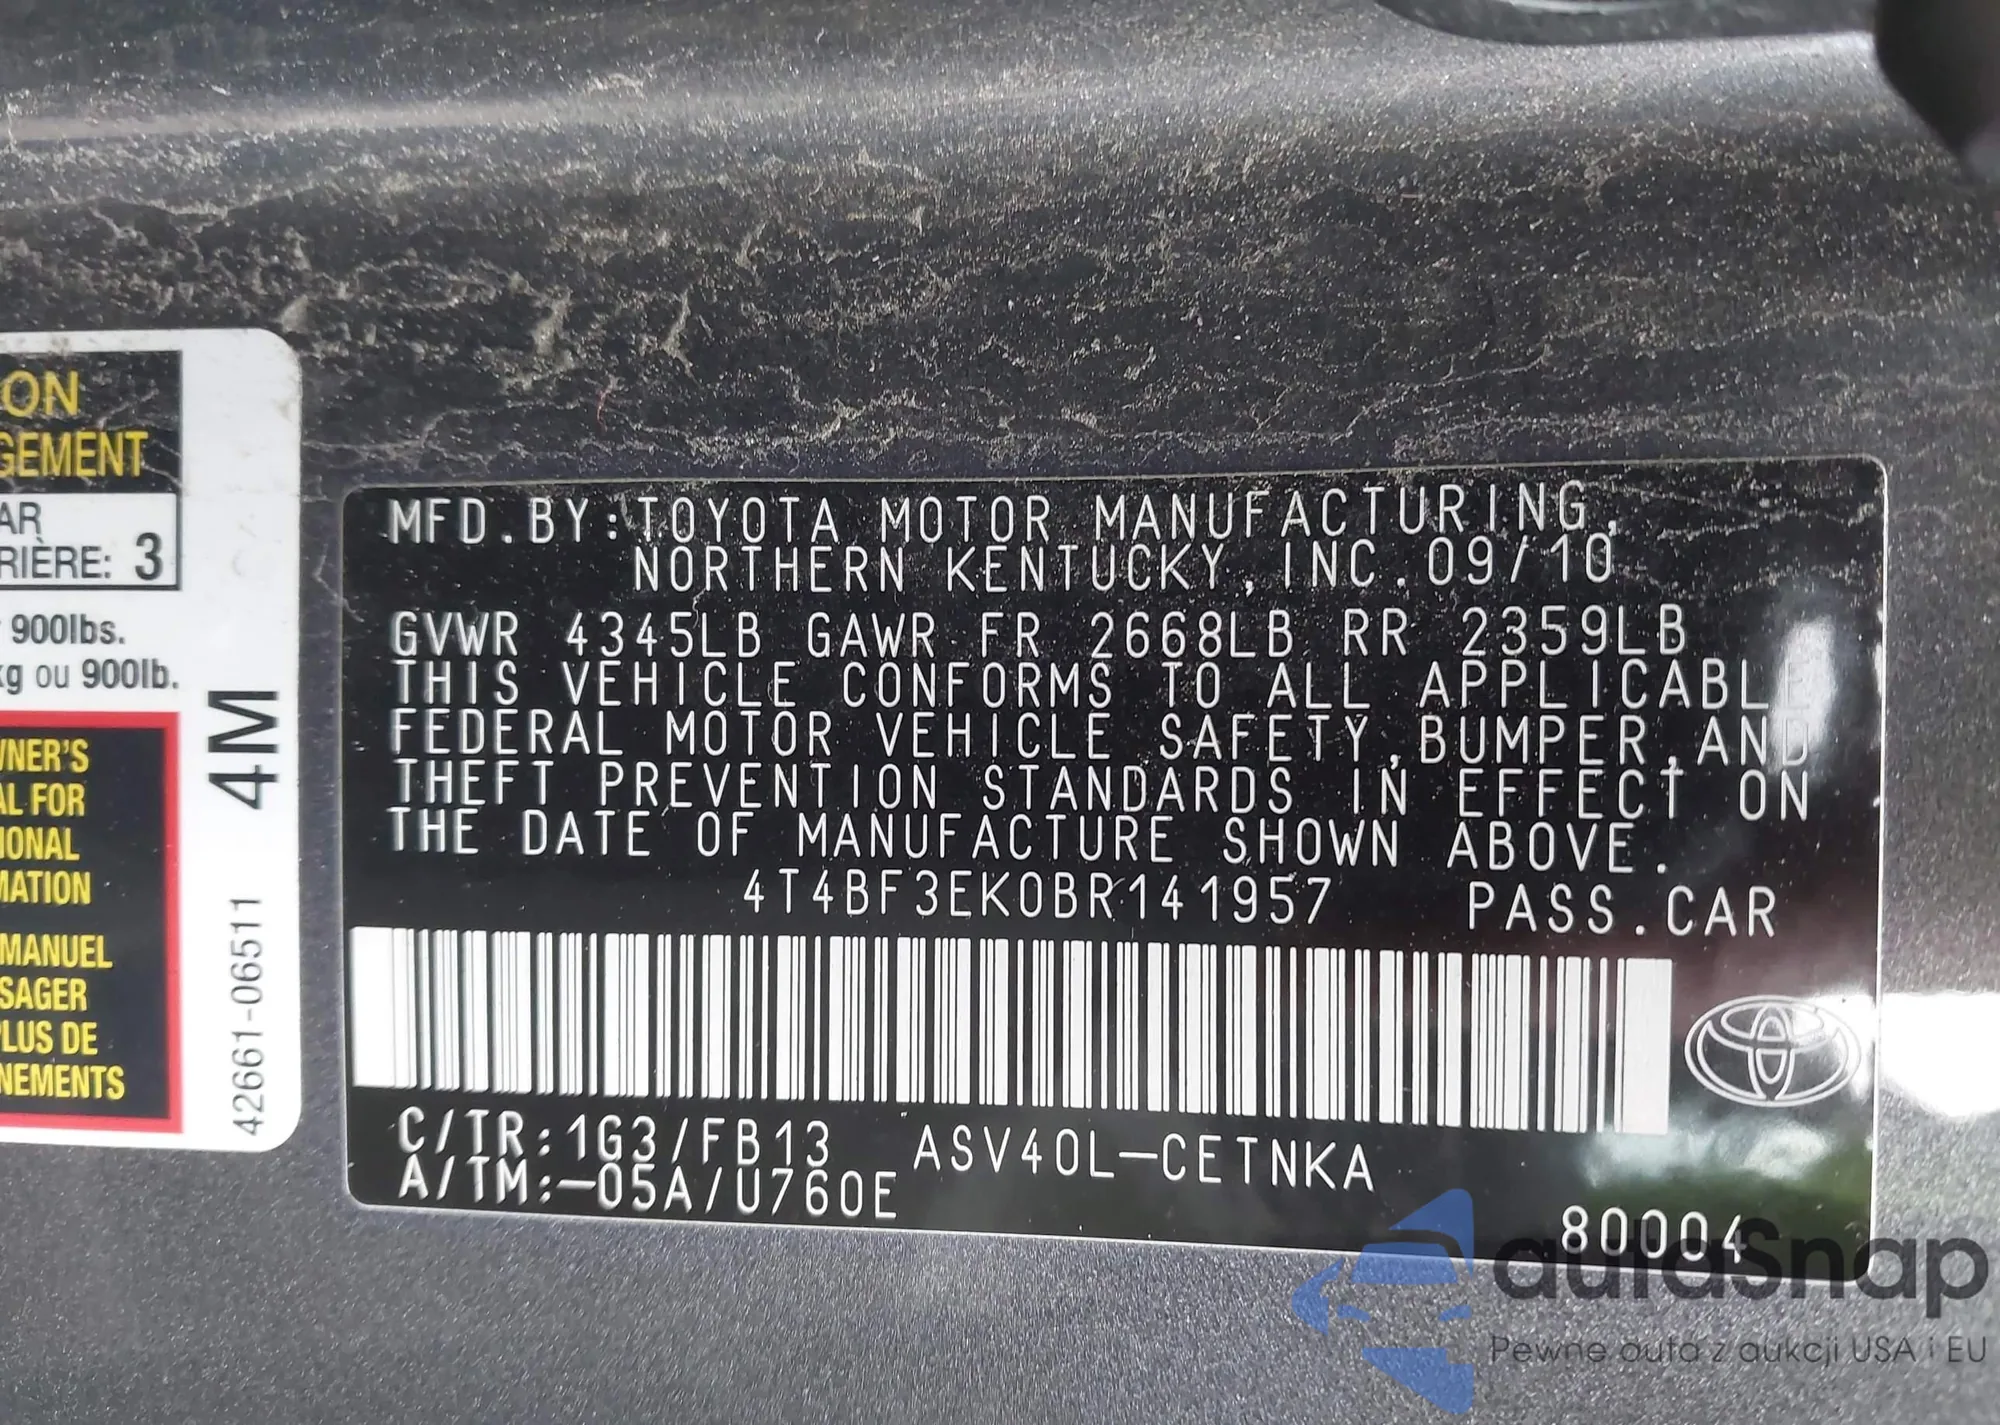 ON
GEMENT
AR
RIÈRE: 3
900lbs.
kg ou 900lb.
WNER'S
AL FOR
IONAL
MATION
MANUEL
SAGER
PLUS DE
NEMENTS
4M
42661-06511
MFD.BY:TOYOTA MOTOR MANUFACTURING,
NORTHERN KENTUCKY,INC.09/10
GVWR 4345LB GAWR FR 2668LB RR 2359LB
THIS VEHICLE CONFORMS TO ALL APPLICABLE
FEDERAL MOTOR VEHICLE SAFETY,BUMPER,AND
THEFT PREVENTION STANDARDS IN EFFECT ON
THE DATE OF MANUFACTURE SHOWN ABOVE.
4T4BF3EK0BR141957 PASS.CAR
C/TR:1G3/FB13 ASV40L-CETNKA
A/TM:-05A/U760E
80004
autaSnap
Pewne auta z aukcji USA i EU